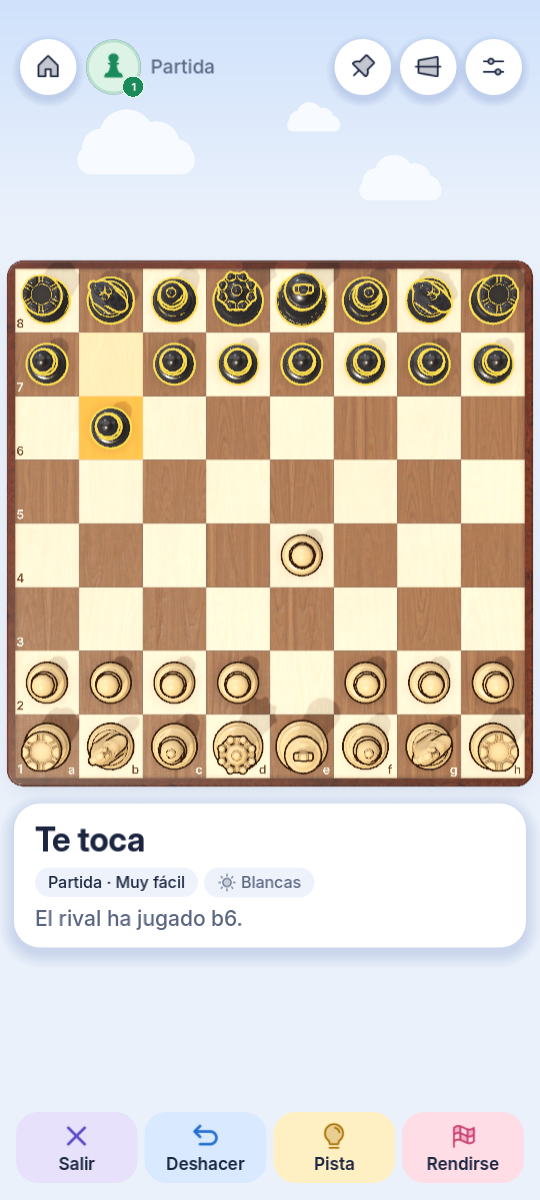 Partida
1
8
7
6
5
4
3
2
1 a b c d e f g h
Te toca
Partida · Muy fácil
Blancas
El rival ha jugado b6.
Salir
Deshacer
Pista
Rendirse